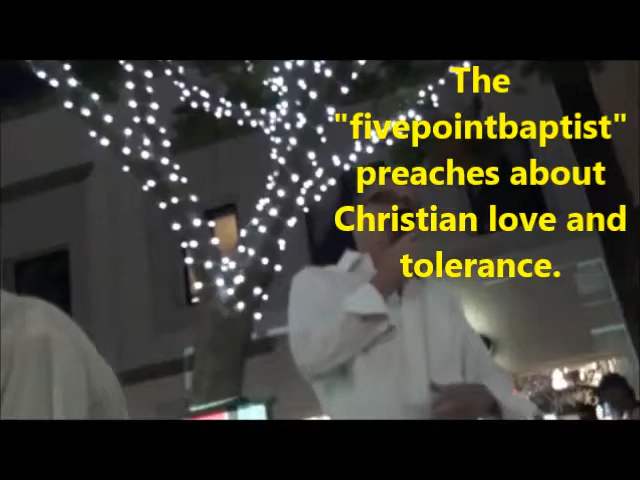 The
"fivepointbaptist"
preaches about
Christian love and
tolerance.